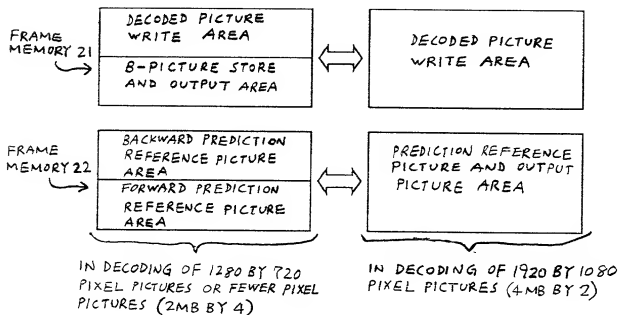 FRAME
MEMORY 21
DECODED PICTURE
WRITE AREA
B-PICTURE STORE
AND OUTPUT AREA
DECODED PICTURE
WRITE AREA
FRAME
MEMORY 22
BACKWARD PREDICTION
REFERENCE PICTURE
AREA
FORWARD PREDICTION
REFERENCE PICTURE
AREA
PREDICTION REFERENCE
PICTURE AND OUTPUT
PICTURE AREA
IN DECODING OF 1280 BY 720
PIXEL PICTURES OR FEWER PIXEL
PICTURES (2MB BY 4)
IN DECODING OF 1920 BY 1080
PIXEL PICTURES (4MB BY 2)